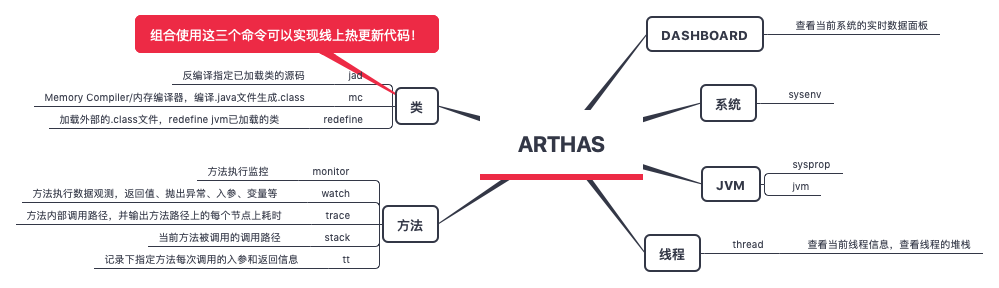 组合使用这三个命令可以实现线上热更新代码！
反编译指定已加载类的源码 jad
Memory Compiler/内存编译器，编译.java文件生成.class mc
加载外部的.class文件，redefine jvm已加载的类 redefine
类
方法执行监控 monitor
方法执行数据观测，返回值、抛出异常、入参、变量等 watch
方法内部调用路径，并输出方法路径上的每个节点上耗时 trace
当前方法被调用的调用路径 stack
记录下指定方法每次调用的入参和返回信息 tt
方法
ARTHAS
DASHBOARD 查看当前系统的实时数据面板
系统 sysenv
JVM
sysprop
jvm
线程 thread 查看当前线程信息，查看线程的堆栈